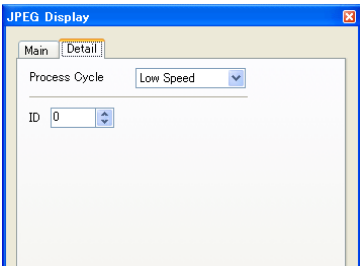 JPEG Display
Main Detail
Process Cycle Low Speed
ID 0